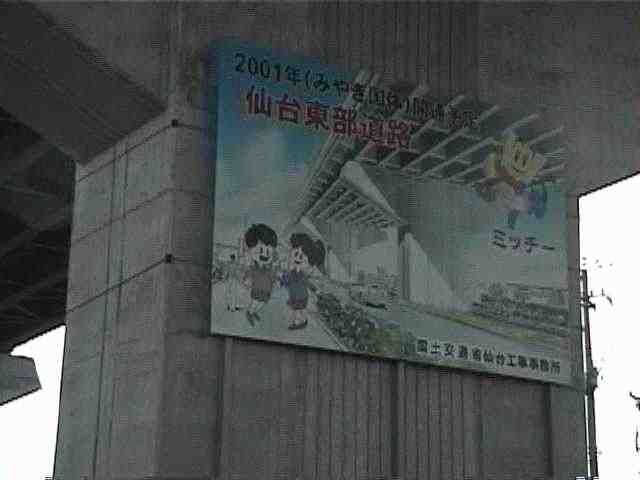 2001年(みやぎ国体)開通予定
仙台東部道路
ミッチー
国土交通省仙台工事事務所